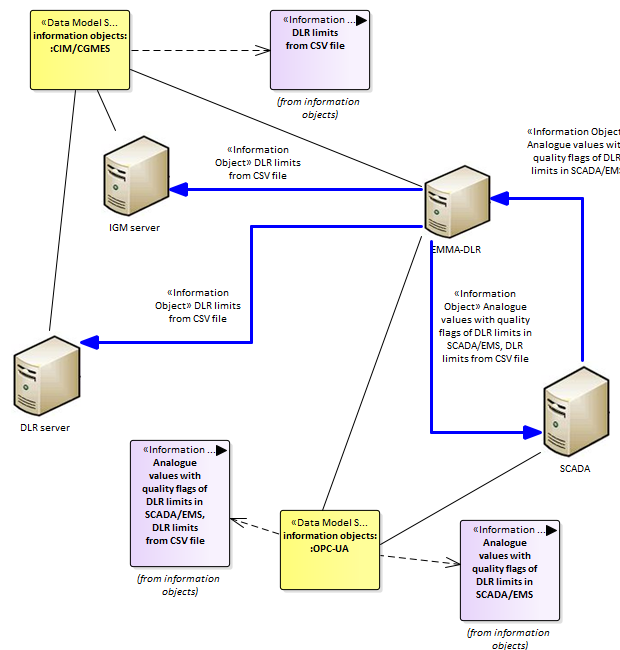 «Data Model S...
information objects:
:CIM/CGMES
«Information ...
DLR limits
from CSV file
(from information
objects)
«Information
Object» DLR limits
from CSV file
IGM server
«Information Object
Analogue values wit
quality flags of DLR
limits in SCADA/EMS
EMMA-DLR
«Information
Object» DLR limits
from CSV file
«Information
Object» Analogue
values with quality
flags of DLR limits in
SCADA/EMS, DLR
limits from CSV file
DLR server
SCADA
«Information ...
Analogue
values with
quality flags of
DLR limits in
SCADA/EMS,
DLR limits
from CSV file
(from information
objects)
«Data Model S...
information objects:
:OPC-UA
«Information ...
Analogue
values with
quality flags of
DLR limits in
SCADA/EMS
(from information
objects)